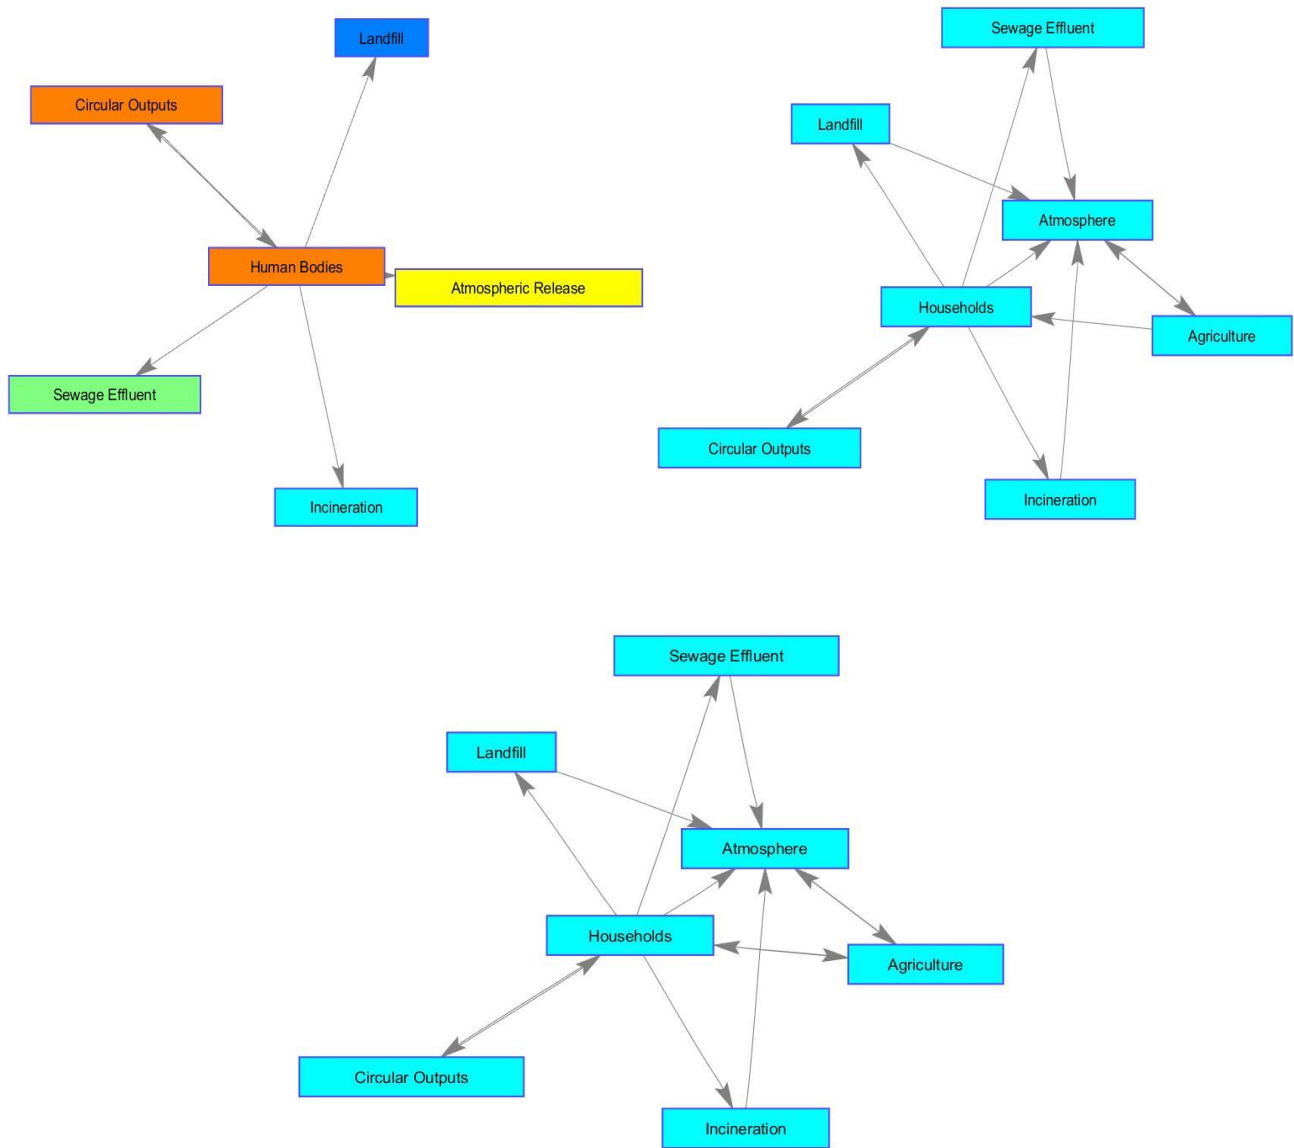 Landfill
Circular Outputs
Human Bodies
Atmospheric Release
Sewage Effluent
Incineration
Sewage Effluent
Landfill
Atmosphere
Households
Agriculture
Circular Outputs
Incineration
Sewage Effluent
Landfill
Atmosphere
Households
Agriculture
Circular Outputs
Incineration